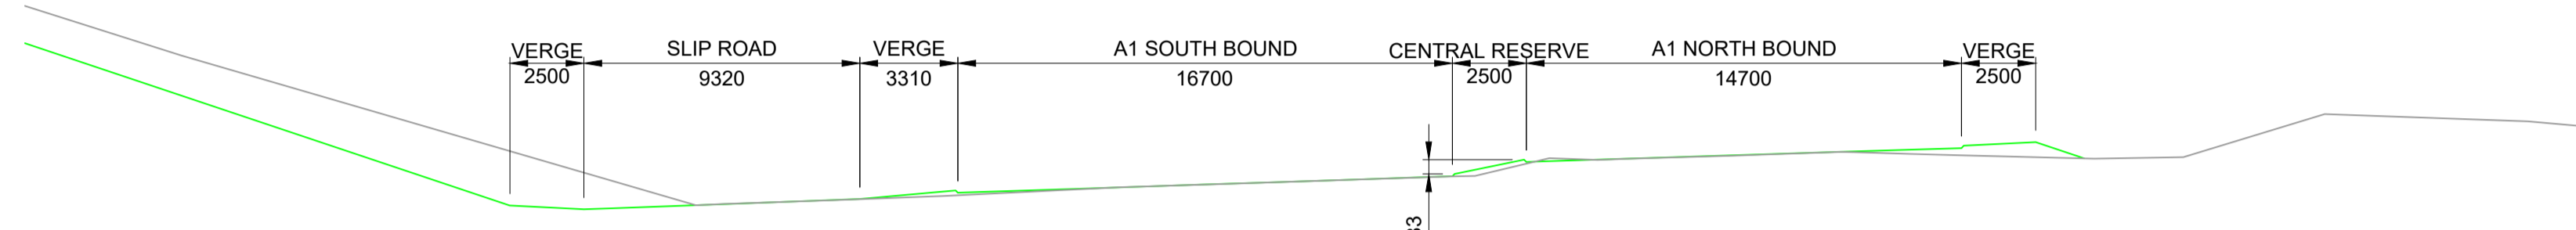 VERGE SLIP ROAD VERGE A1 SOUTH BOUND CENTRAL RESERVE A1 NORTH BOUND VERGE
2500 9320 3310 16700 2500 14700 2500